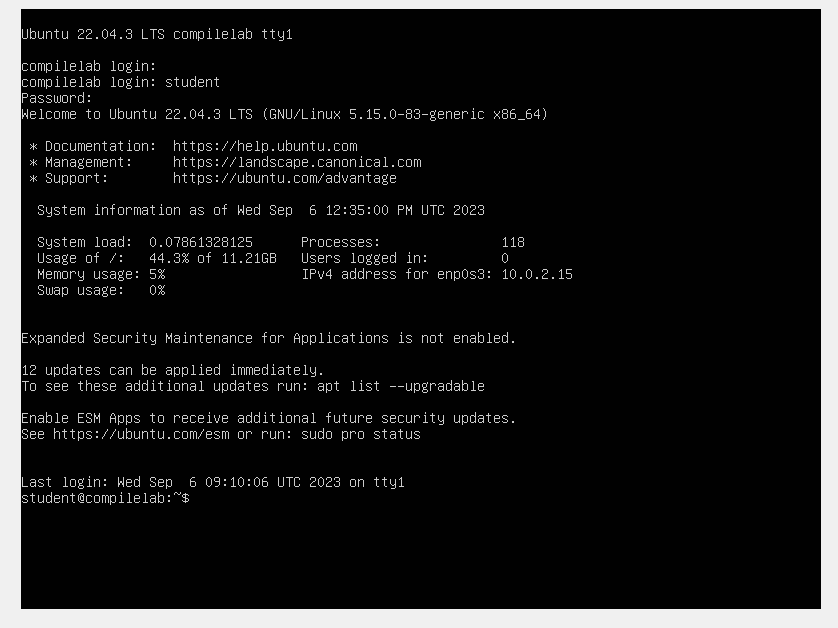 Ubuntu 22.04.3 LTS compilelab tty1
compilelab login:
compilelab login: student
Password:
Welcome to Ubuntu 22.04.3 LTS (GNU/Linux 5.15.0-83-generic x86_64)
* Documentation:  https://help.ubuntu.com
* Management:     https://landscape.canonical.com
* Support:        https://ubuntu.com/advantage
System information as of Wed Sep  6 12:35:00 PM UTC 2023
System load:  0.07861328125      Processes:               118
Usage of /:   44.3% of 11.21GB   Users logged in:         0
Memory usage: 5%                 IPv4 address for enp0s3: 10.0.2.15
Swap usage:   0%
Expanded Security Maintenance for Applications is not enabled.
12 updates can be applied immediately.
To see these additional updates run: apt list --upgradable
Enable ESM Apps to receive additional future security updates.
See https://ubuntu.com/esm or run: sudo pro status
Last login: Wed Sep  6 09:10:06 UTC 2023 on tty1
student@compilelab:~$